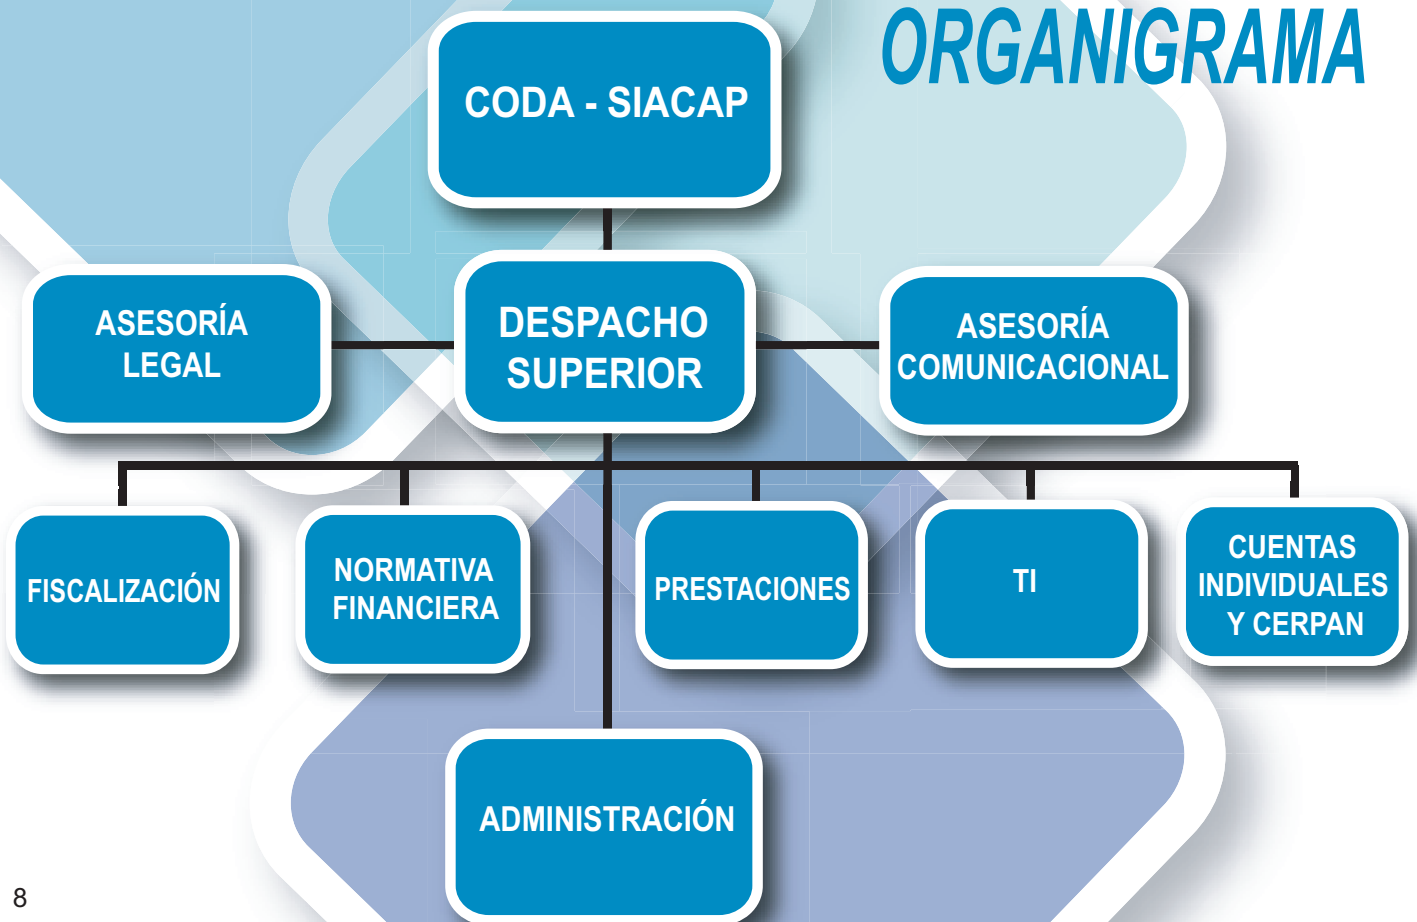 ORGANIGRAMA
CODA - SIACAP
ASESORÍA
LEGAL
DESPACHO
SUPERIOR
ASESORÍA
COMUNICACIONAL
FISCALIZACIÓN
NORMATIVA
FINANCIERA
PRESTACIONES
TI
CUENTAS
INDIVIDUALES
Y CERPAN
ADMINISTRACIÓN
8